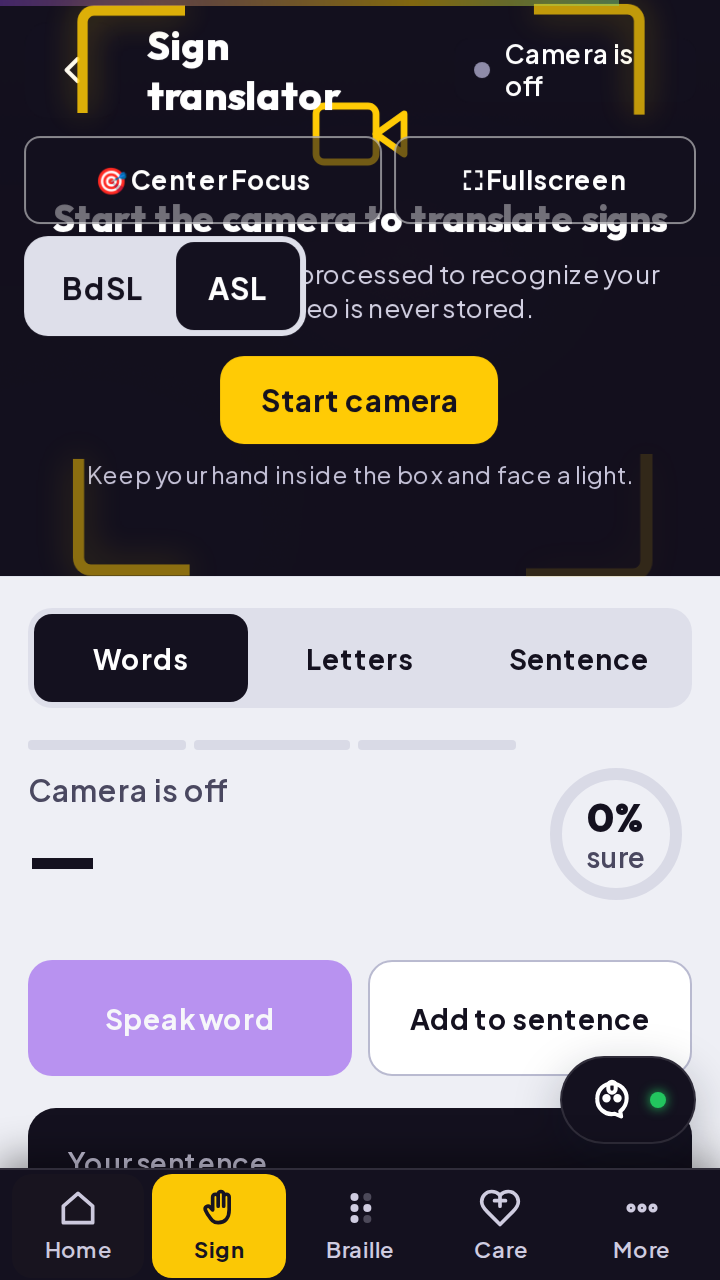 Sign
translator
Camera is
off
Center Focus
Fullscreen
Start the camera to translate signs
processed to recognize your
eo is never stored.
BdSL
ASL
Start camera
Keep your hand inside the box and face a light.
Words
Letters
Sentence
Camera is off
—
0%
sure
Speak word
Add to sentence
Your sentence
Home
Sign
Braille
Care
More